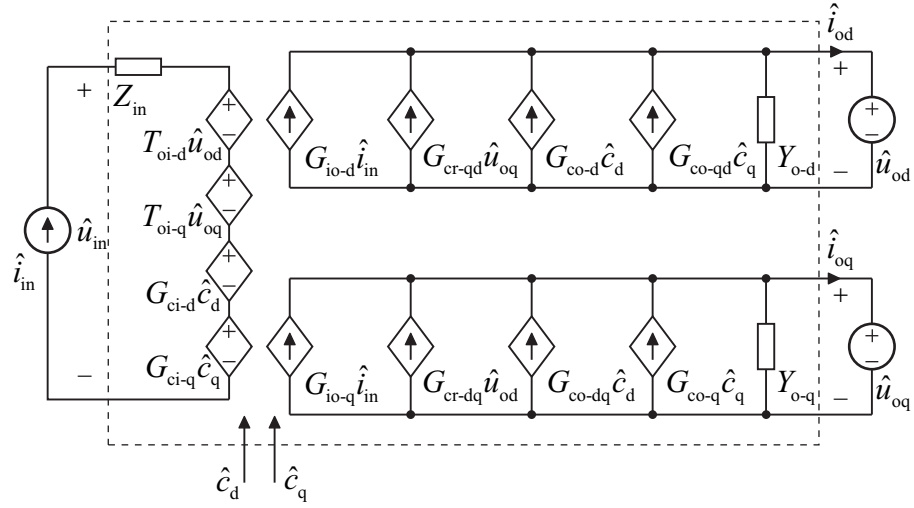 î_od
+
+
Z_in
+
−
T_oi-d û_od
G_io-d î_in
G_cr-qd û_oq
G_co-d ĉ_d
G_co-qd ĉ_q
Y_o-d
+
−
û_od
−
+
−
T_oi-q û_oq
û_in
î_in
î_oq
+
−
G_ci-d ĉ_d
+
+
−
G_ci-q ĉ_q
G_io-q î_in
G_cr-dq û_od
G_co-dq ĉ_d
G_co-q ĉ_q
Y_o-q
+
−
û_oq
−
−
ĉ_d
ĉ_q